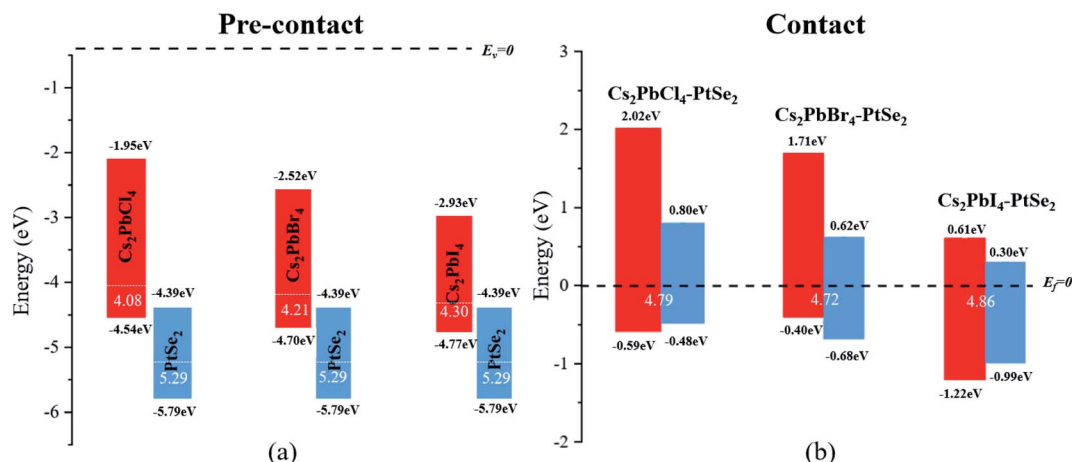 Pre-contact
E_v=0
Energy (eV)
-1
-2
-3
-4
-5
-6
-1.95eV
Cs₂PbCl₄
4.08
-4.54eV
-4.39eV
PtSe₂
5.29
-5.79eV
-2.52eV
Cs₂PbBr₄
4.21
-4.70eV
-4.39eV
PtSe₂
5.29
-5.79eV
-2.93eV
Cs₂PbI₄
4.30
-4.77eV
-4.39eV
PtSe₂
5.29
-5.79eV
(a)
Contact
Energy (eV)
3
2
1
0
-1
-2
Cs₂PbCl₄-PtSe₂
2.02eV
0.80eV
4.79
-0.59eV
-0.48eV
Cs₂PbBr₄-PtSe₂
1.71eV
0.62eV
4.72
-0.40eV
-0.68eV
Cs₂PbI₄-PtSe₂
0.61eV
0.30eV
E_f=0
4.86
-1.22eV
-0.99eV
(b)